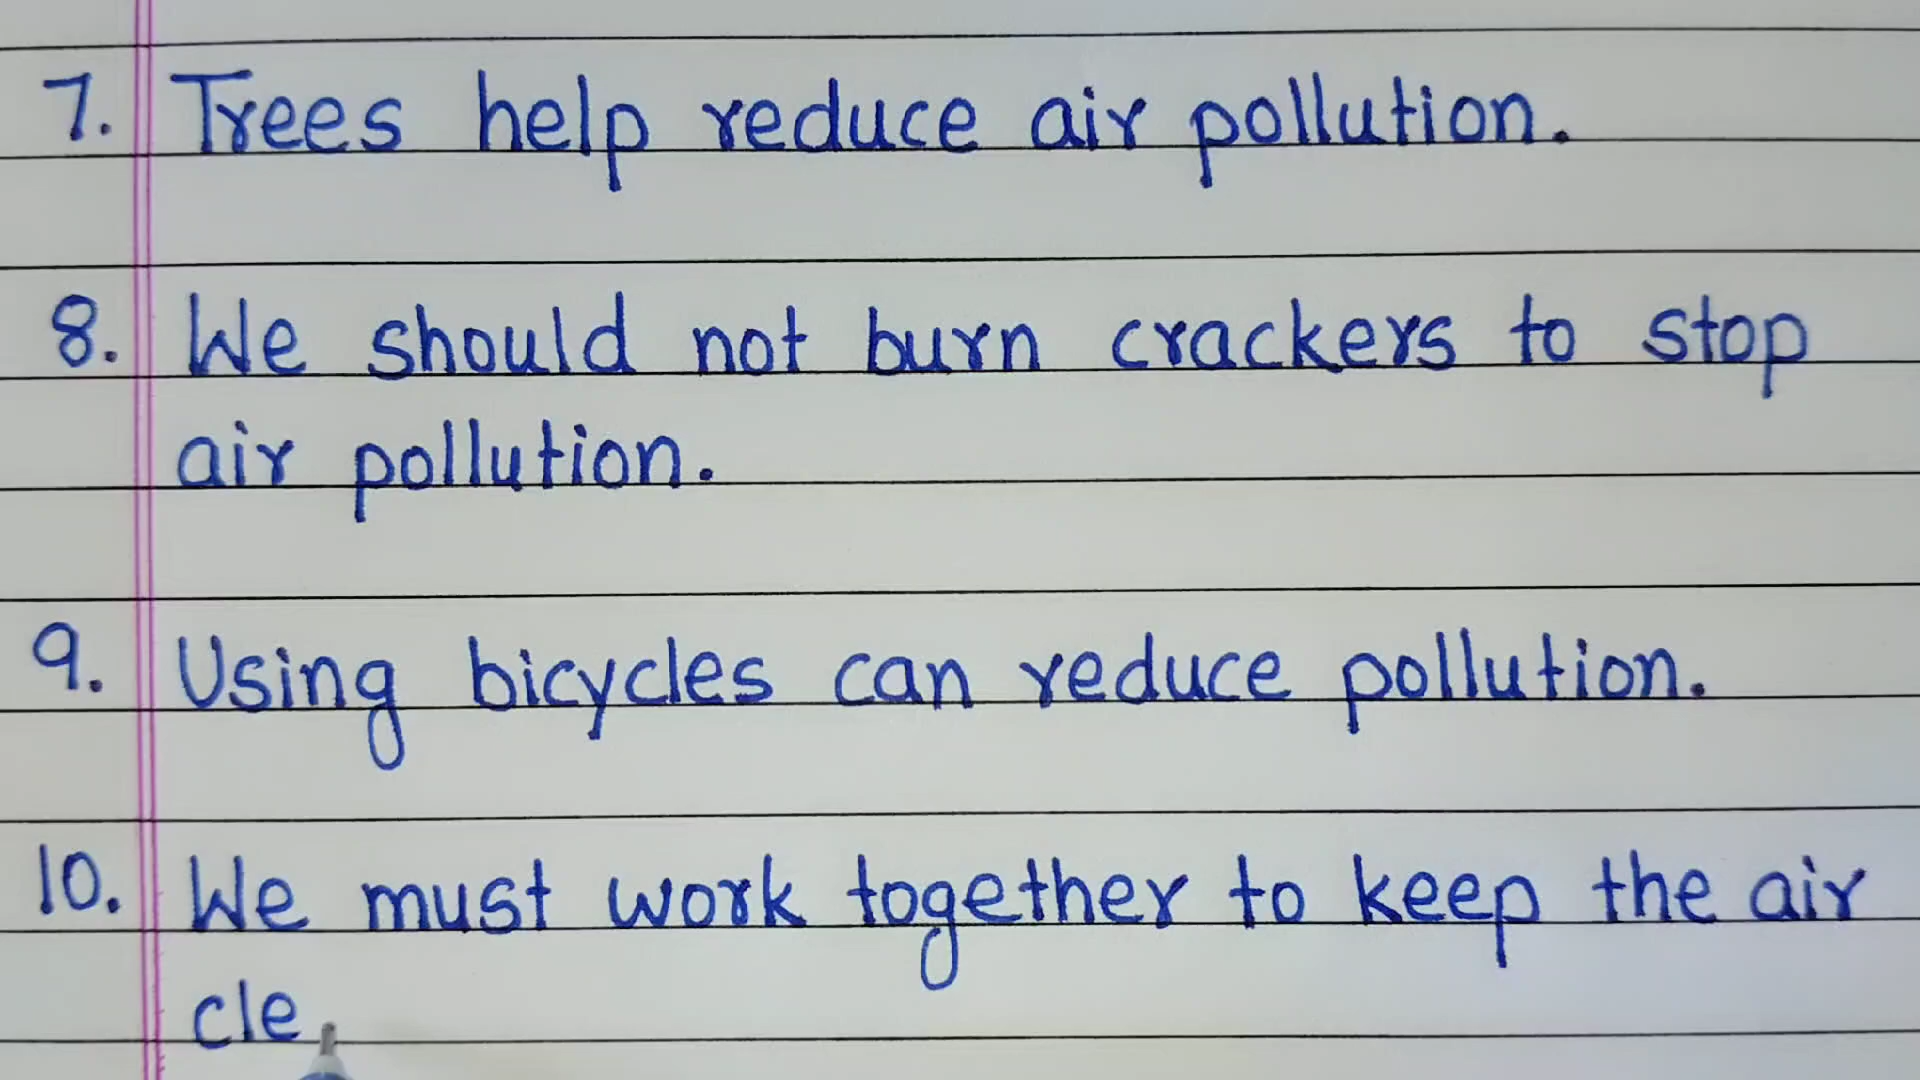 7. Trees help reduce air pollution.
8. We should not burn crackers to stop
air pollution.
9. Using bicycles can reduce pollution.
10. We must work together to keep the air
cle